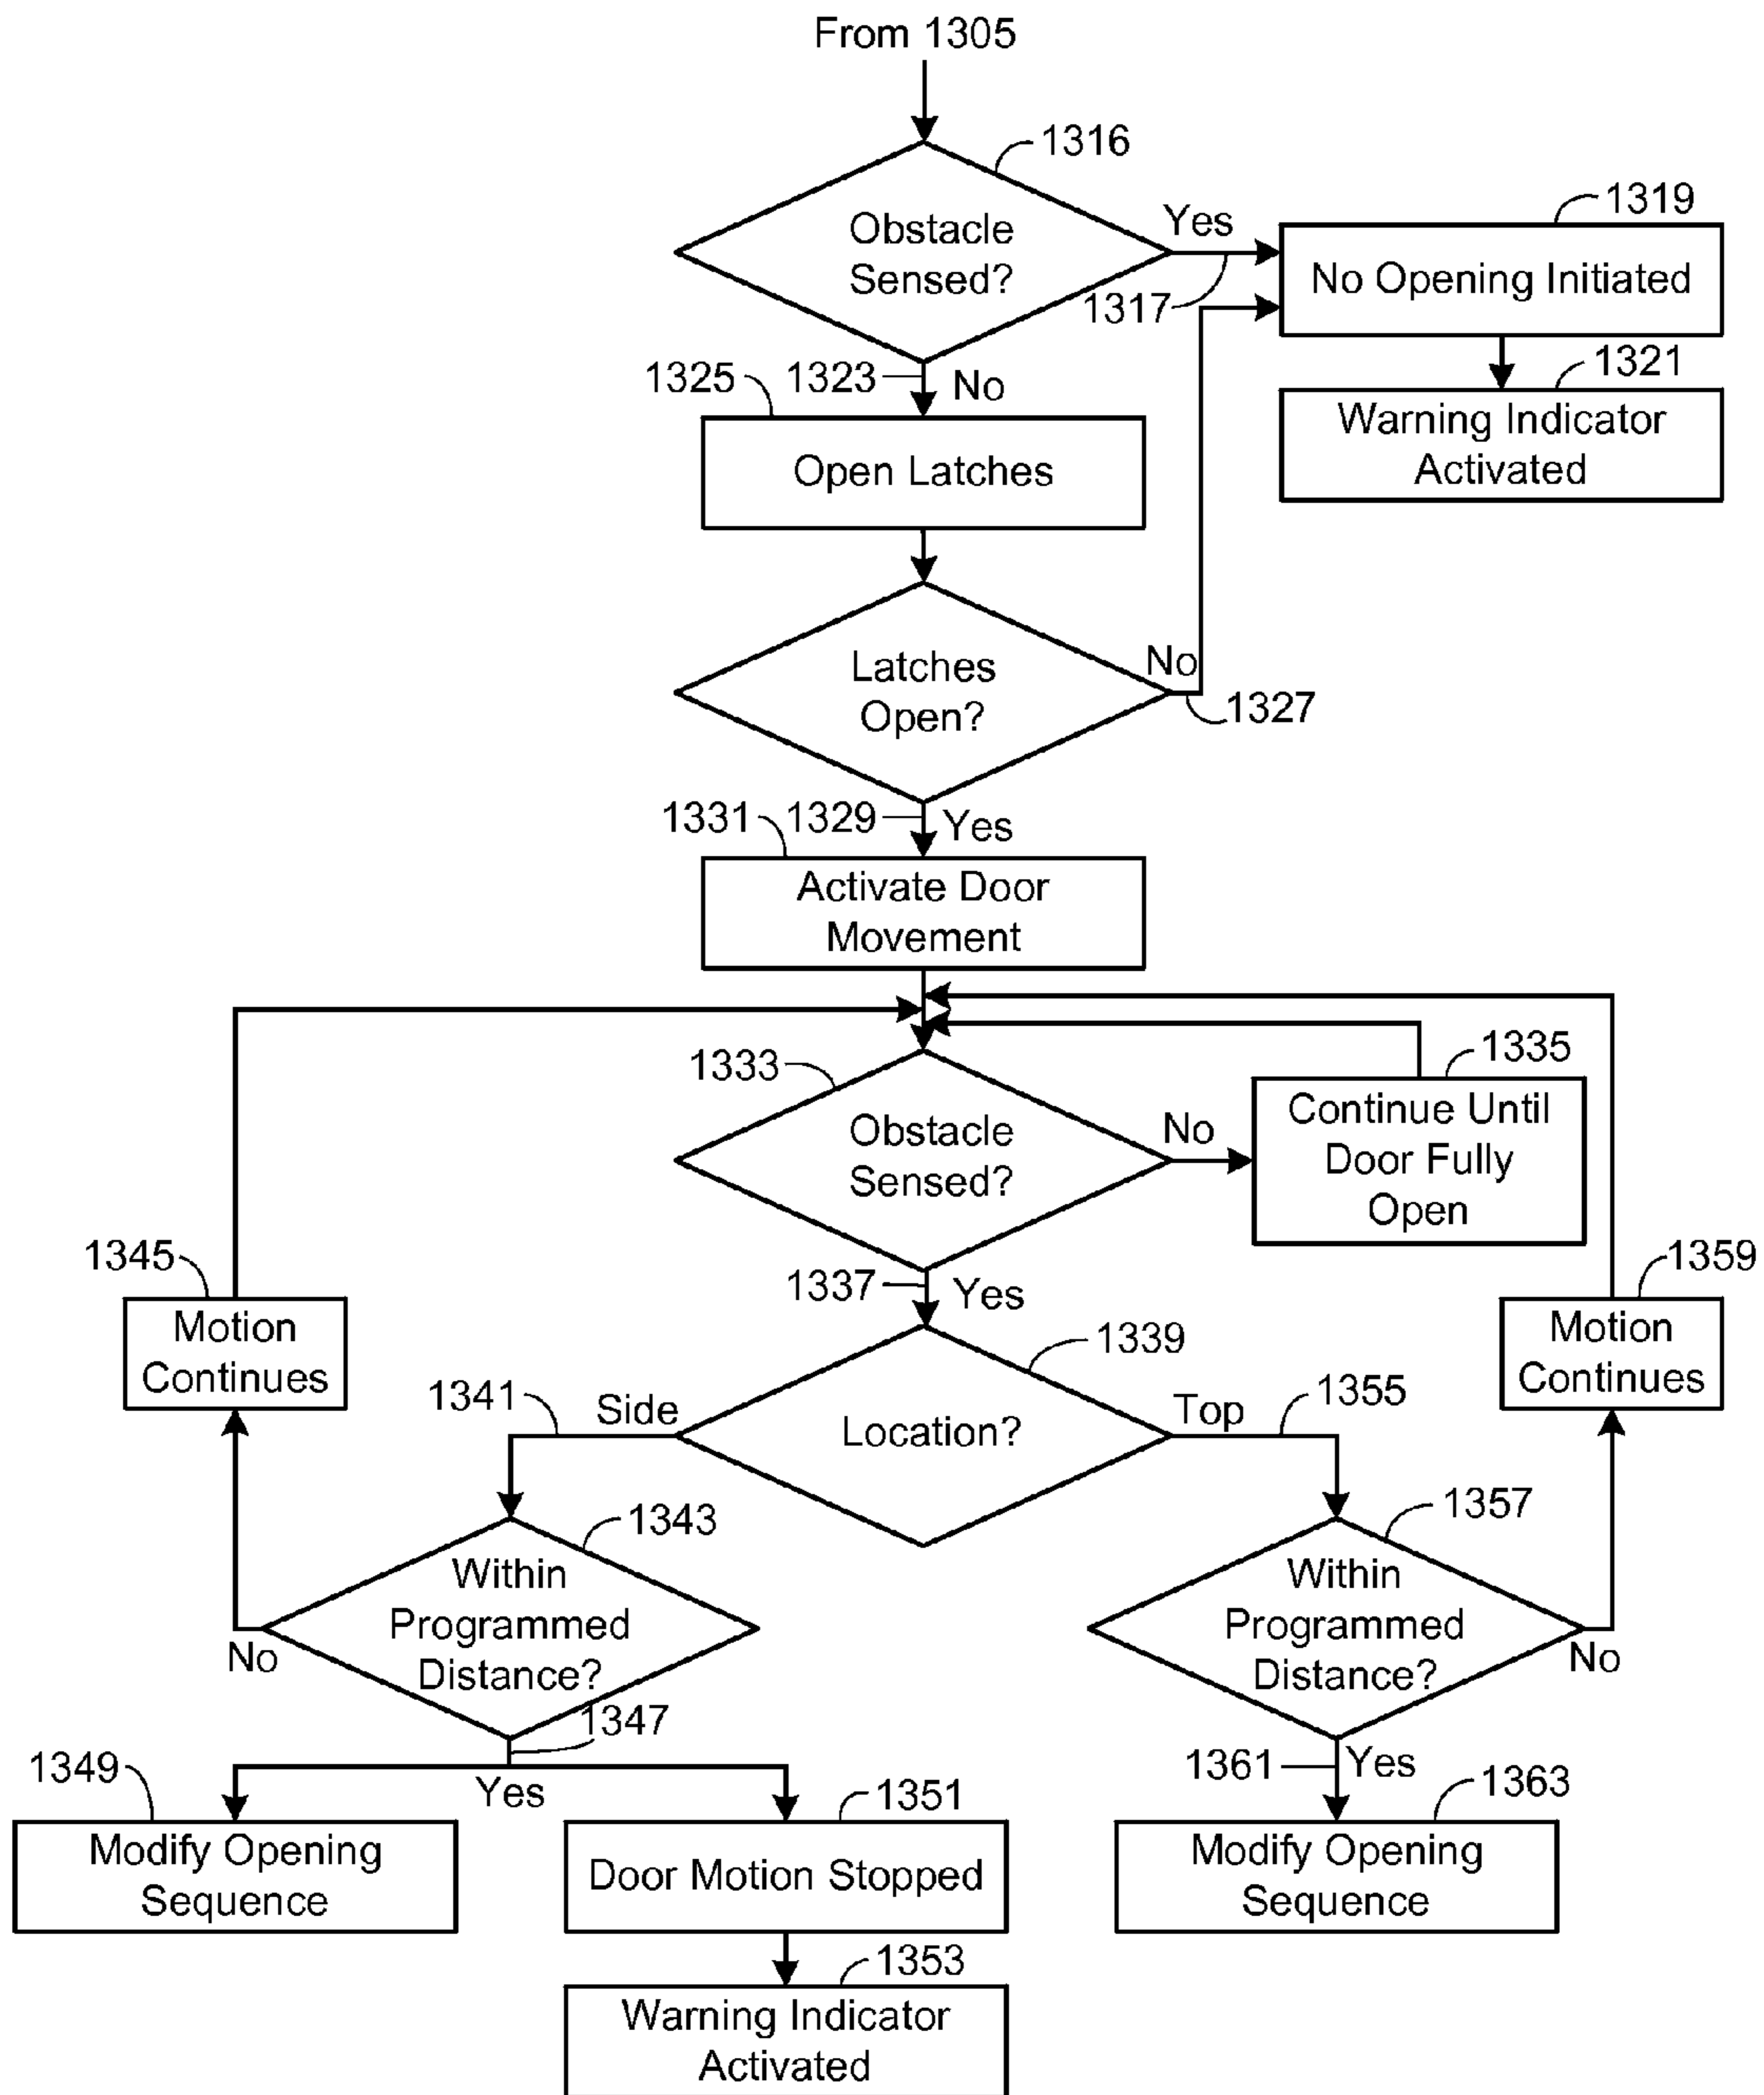 From 1305
1316
Obstacle
Sensed?
Yes
1317
1319
No Opening Initiated
1321
Warning Indicator
Activated
1323
No
1325
Open Latches
Latches
Open?
No
1327
1329
Yes
1331
Activate Door
Movement
1333
Obstacle
Sensed?
No
1335
Continue Until
Door Fully
Open
1337
Yes
1339
Location?
1345
Motion
Continues
1359
Motion
Continues
1341
Side
Top
1355
1343
Within
Programmed
Distance?
No
1357
Within
Programmed
Distance?
No
1347
Yes
1349
Modify Opening
Sequence
1351
Door Motion Stopped
1353
Warning Indicator
Activated
1361
Yes
1363
Modify Opening
Sequence